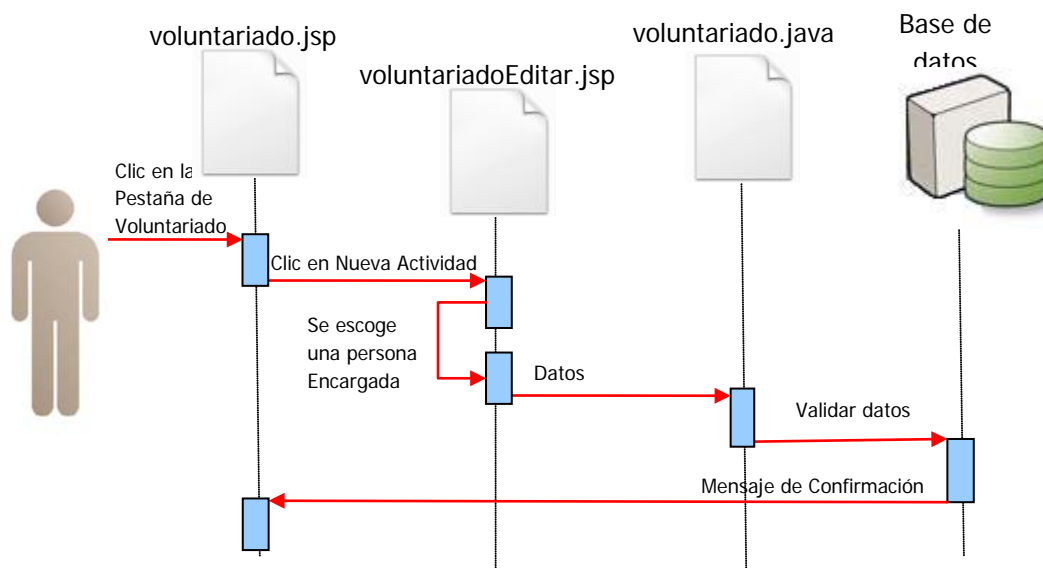 voluntariado.jsp
voluntariadoEditar.jsp
voluntariado.java
Base de
datos
Clic en la
Pestaña de
Voluntariado
Clic en Nueva Actividad
Se escoge
una persona
Encargada
Datos
Validar datos
Mensaje de Confirmación